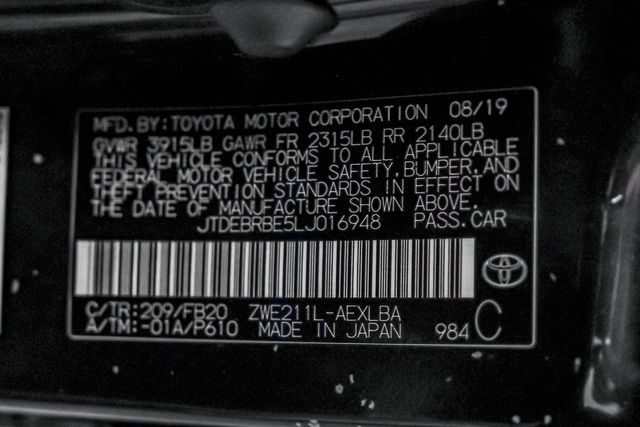 MFD. BY: TOYOTA MOTOR CORPORATION 08/19
GVWR 3915LB GAWR FR 2315LB RR 2140LB
THIS VEHICLE CONFORMS TO ALL APPLICABLE
FEDERAL MOTOR VEHICLE SAFETY, BUMPER, AND
THEFT PREVENTION STANDARDS IN EFFECT ON
THE DATE OF MANUFACTURE SHOWN ABOVE.
JTDEBRBE5LJ016948 PASS. CAR
C/TR: 209/FB20 ZWE211L-AEXLBA
A/TM: -01A/P610 MADE IN JAPAN 984 C